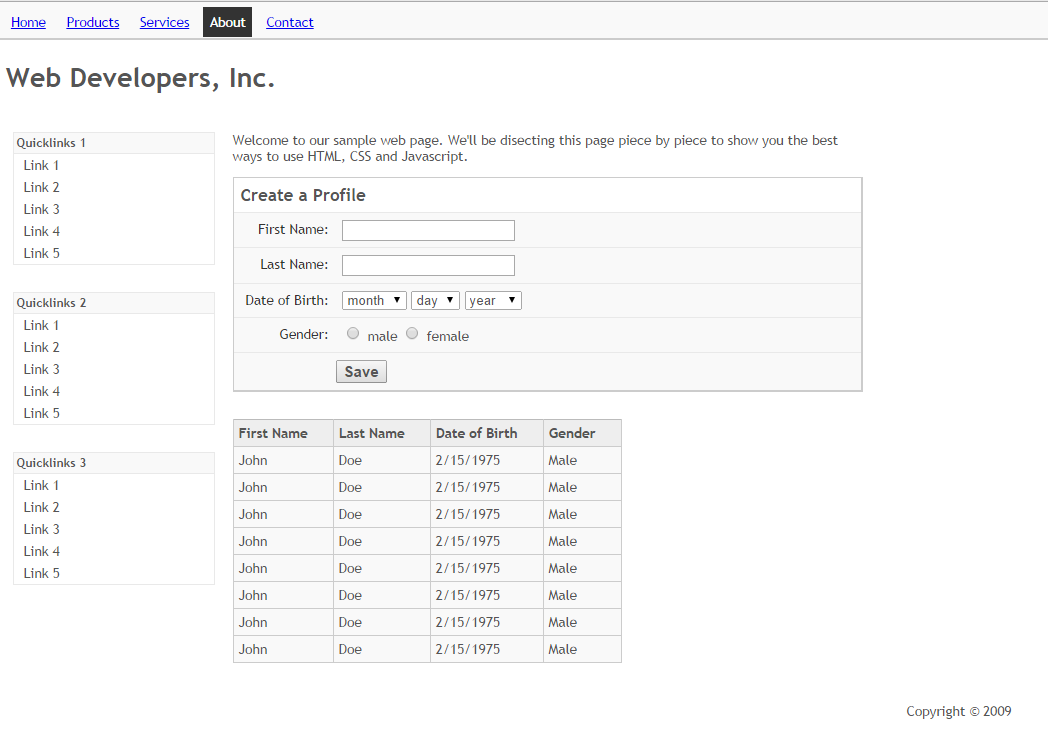 Home Products Services About Contact
Web Developers, Inc.
Quicklinks 1
Link 1
Link 2
Link 3
Link 4
Link 5
Quicklinks 2
Link 1
Link 2
Link 3
Link 4
Link 5
Quicklinks 3
Link 1
Link 2
Link 3
Link 4
Link 5
Welcome to our sample web page. We'll be disecting this page piece by piece to show you the best
ways to use HTML, CSS and Javascript.
Create a Profile
First Name:
Last Name:
Date of Birth: month day year
Gender: male female
Save
First Name Last Name Date of Birth Gender
John Doe 2/15/1975 Male
John Doe 2/15/1975 Male
John Doe 2/15/1975 Male
John Doe 2/15/1975 Male
John Doe 2/15/1975 Male
John Doe 2/15/1975 Male
John Doe 2/15/1975 Male
John Doe 2/15/1975 Male
Copyright © 2009